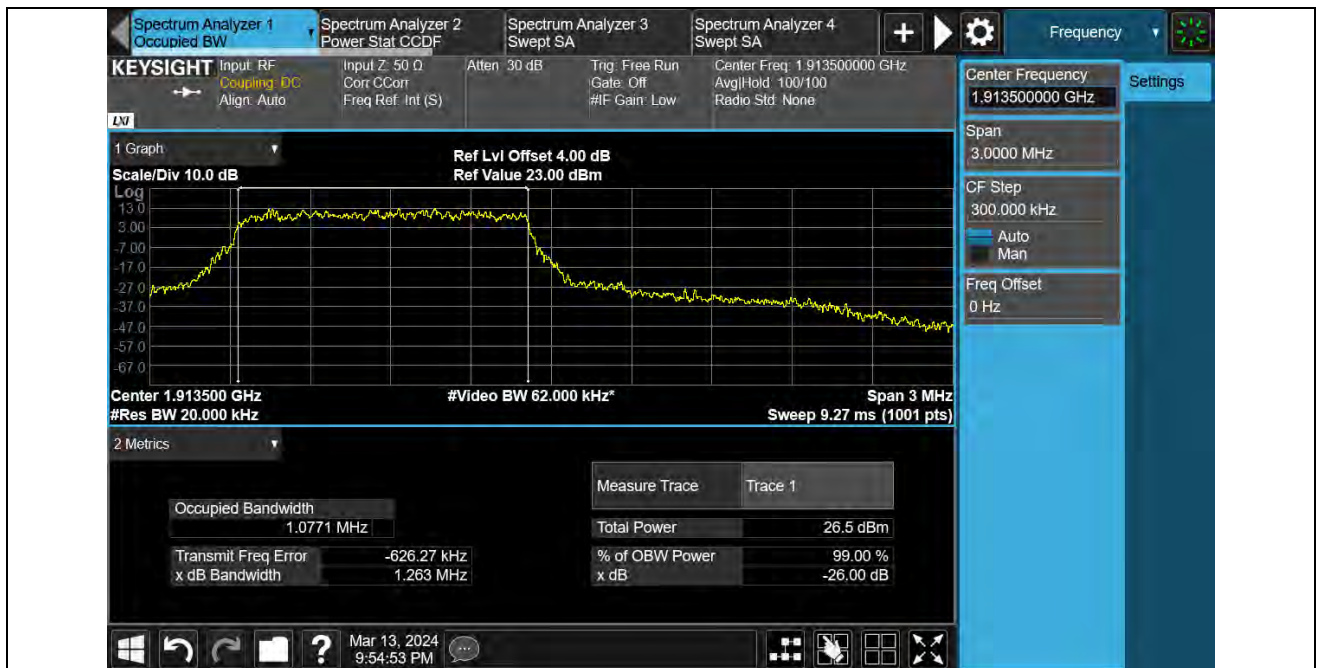 Spectrum Analyzer 1
Occupied BW
Spectrum Analyzer 2
Power Stat CCDF
Spectrum Analyzer 3
Swept SA
Spectrum Analyzer 4
Swept SA
+
Frequency
KEYSIGHT
LXI
Input: RF
Coupling: DC
Align: Auto
Input Z: 50 Ω
Corr CCorr
Freq Ref: Int (S)
Atten: 30 dB
Trig: Free Run
Gate: Off
#IF Gain: Low
Center Freq: 1.913500000 GHz
Avg|Hold: 100/100
Radio Std: None
Center Frequency
1.913500000 GHz
Settings
Span
3.0000 MHz
CF Step
300.000 kHz
Auto
Man
Freq Offset
0 Hz
1 Graph
Scale/Div 10.0 dB
Ref Lvl Offset 4.00 dB
Ref Value 23.00 dBm
Log
13.0
3.00
-7.00
-17.0
-27.0
-37.0
-47.0
-57.0
-67.0
Center 1.913500 GHz
#Video BW 62.000 kHz*
Span 3 MHz
#Res BW 20.000 kHz
Sweep 9.27 ms (1001 pts)
2 Metrics
Measure Trace Trace 1
Occupied Bandwidth
1.0771 MHz
Total Power 26.5 dBm
Transmit Freq Error -626.27 kHz
% of OBW Power 99.00 %
x dB Bandwidth 1.263 MHz
x dB -26.00 dB
?
Mar 13, 2024
9:54:53 PM